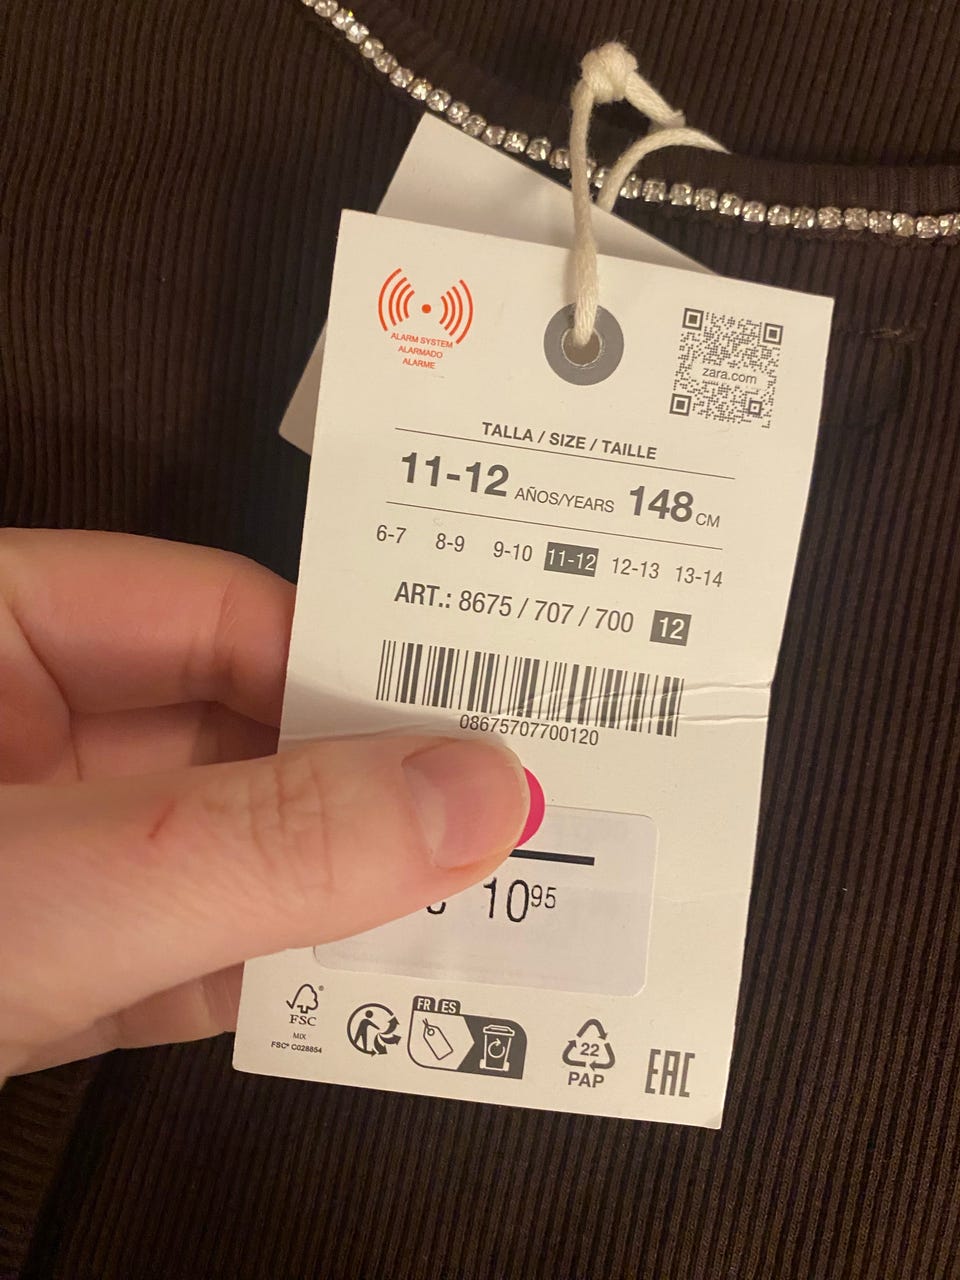 ALARM SYSTEM
ALARMADO
ALARME
zara.com
TALLA / SIZE / TAILLE
11-12 AÑOS/YEARS 148 CM
6-7 8-9 9-10 11-12 12-13 13-14
ART.: 8675 / 707 / 700 12
08675707700120
1095
FR ES
FSC
MIX
FSC® C028854
22
PAP
EAC